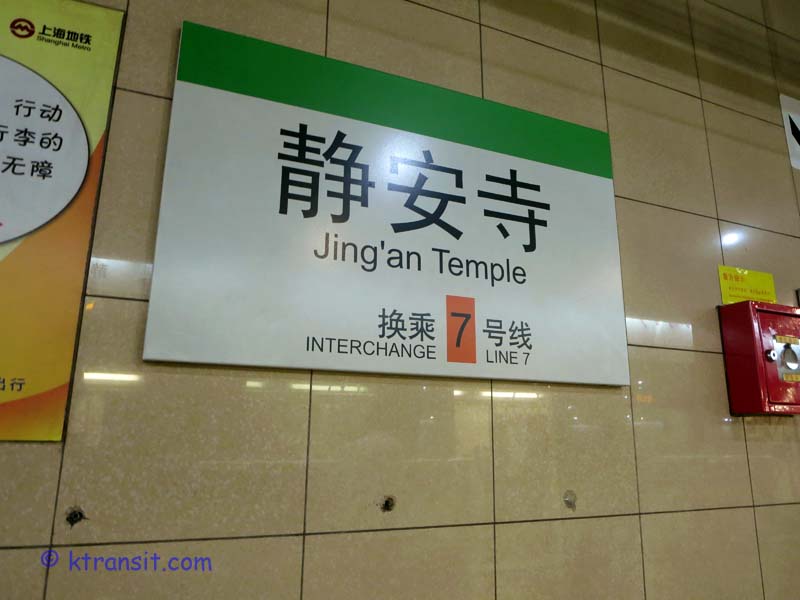 上海地铁
Shanghai Metro
行动
行李的
无障
出行
静安寺
Jing'an Temple
换乘 7 号线
INTERCHANGE LINE 7
© ktransit.com